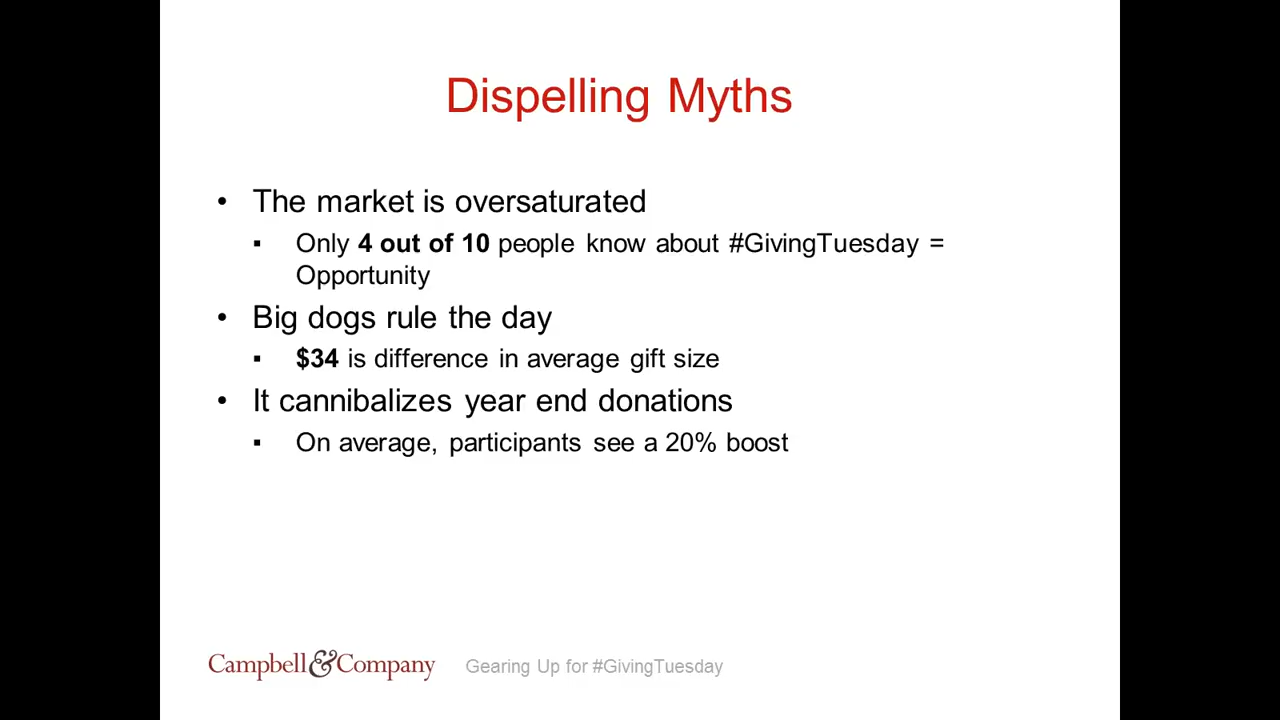 Dispelling Myths
• The market is oversaturated
▪ Only 4 out of 10 people know about #GivingTuesday =
Opportunity
• Big dogs rule the day
▪ $34 is difference in average gift size
• It cannibalizes year end donations
▪ On average, participants see a 20% boost
Campbell&Company Gearing Up for #GivingTuesday